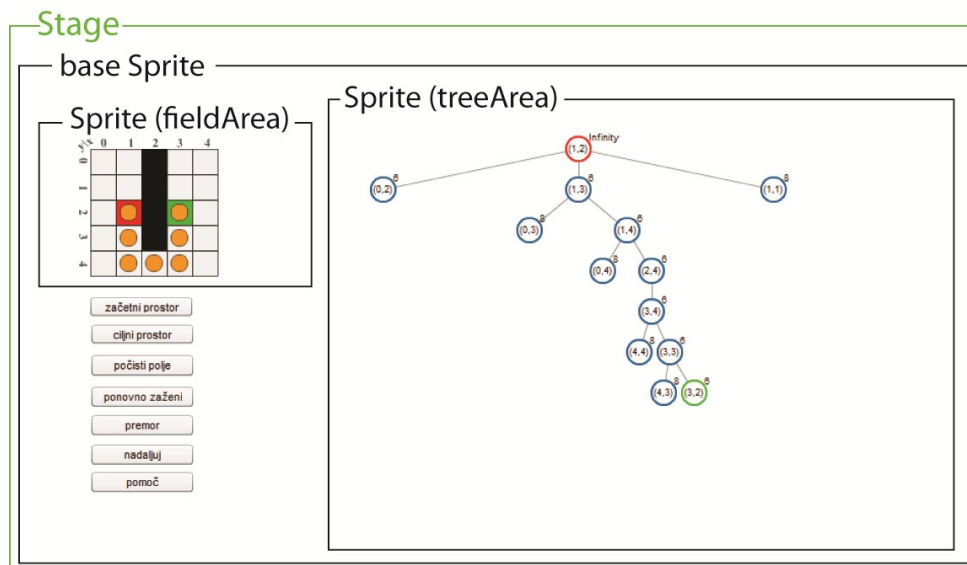 Stage
base Sprite
Sprite (fieldArea)
Sprite (treeArea)
y/x 0 1 2 3 4
0
1
2
3
4
začetni prostor
ciljni prostor
počisti polje
ponovno zaženi
premor
nadaljuj
pomoč
(1,2) Infinity
(0,2) 6
(1,3) 6
(1,1) 8
(0,3) 8
(1,4) 6
(0,4) 8
(2,4) 6
(3,4) 6
(4,4) 8
(3,3) 6
(4,3) 8
(3,2) 6